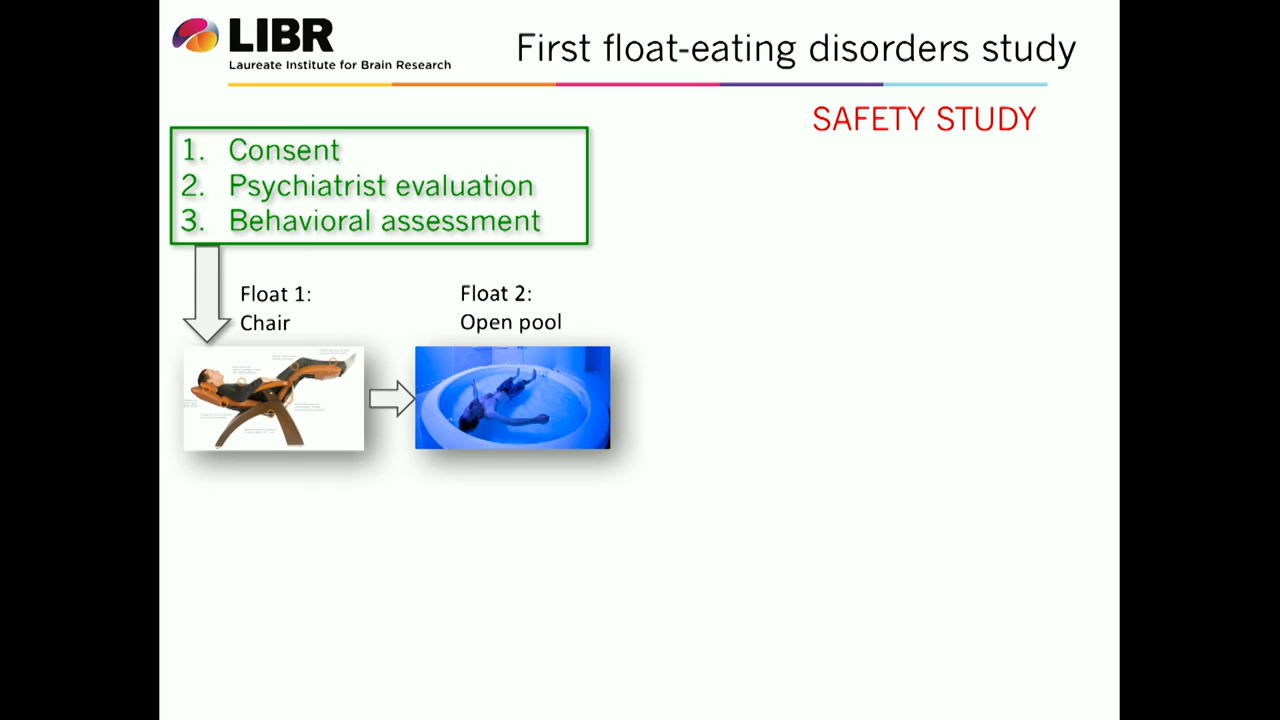 LIBR
Laureate Institute for Brain Research
First float-eating disorders study
SAFETY STUDY
1. Consent
2. Psychiatrist evaluation
3. Behavioral assessment
Float 1:
Chair
Float 2:
Open pool